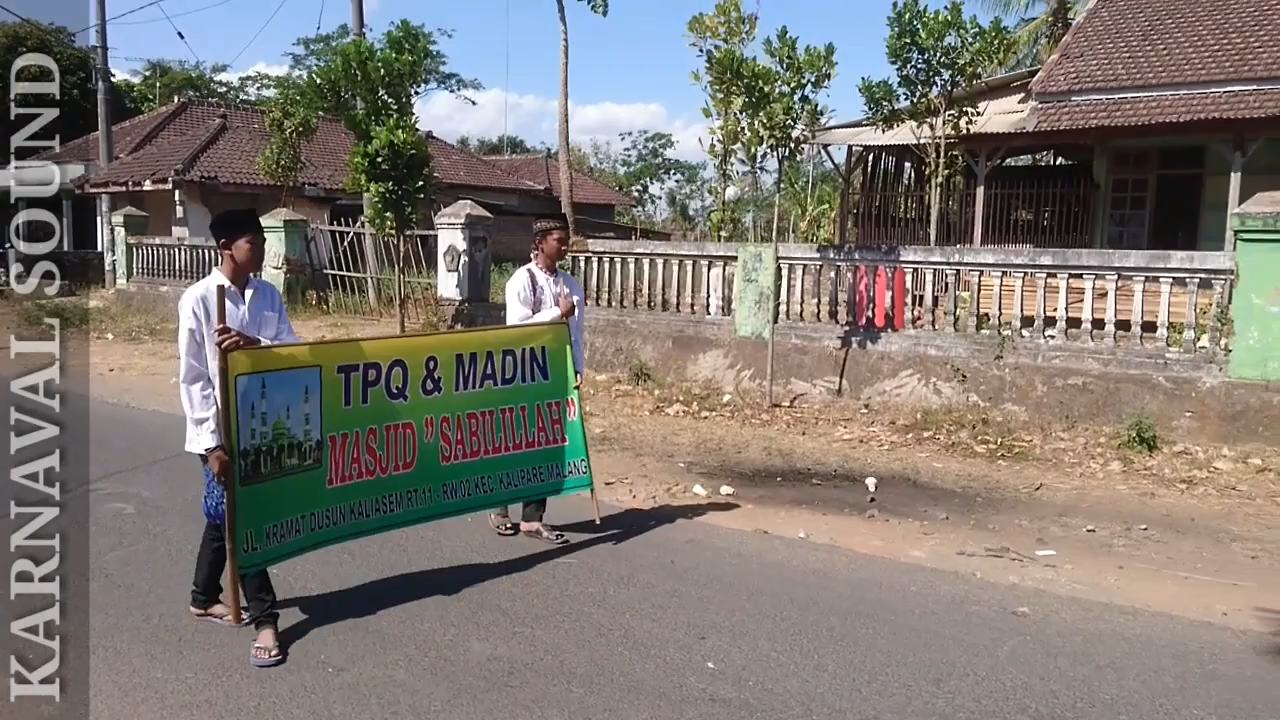 KARNAVAL SOUND
TPQ & MADIN
MASJID " SABILILLAH "
JL. KRAMAT DUSUN KALIASEM RT.11 - RW.02 KEC. KALIPARE MALANG